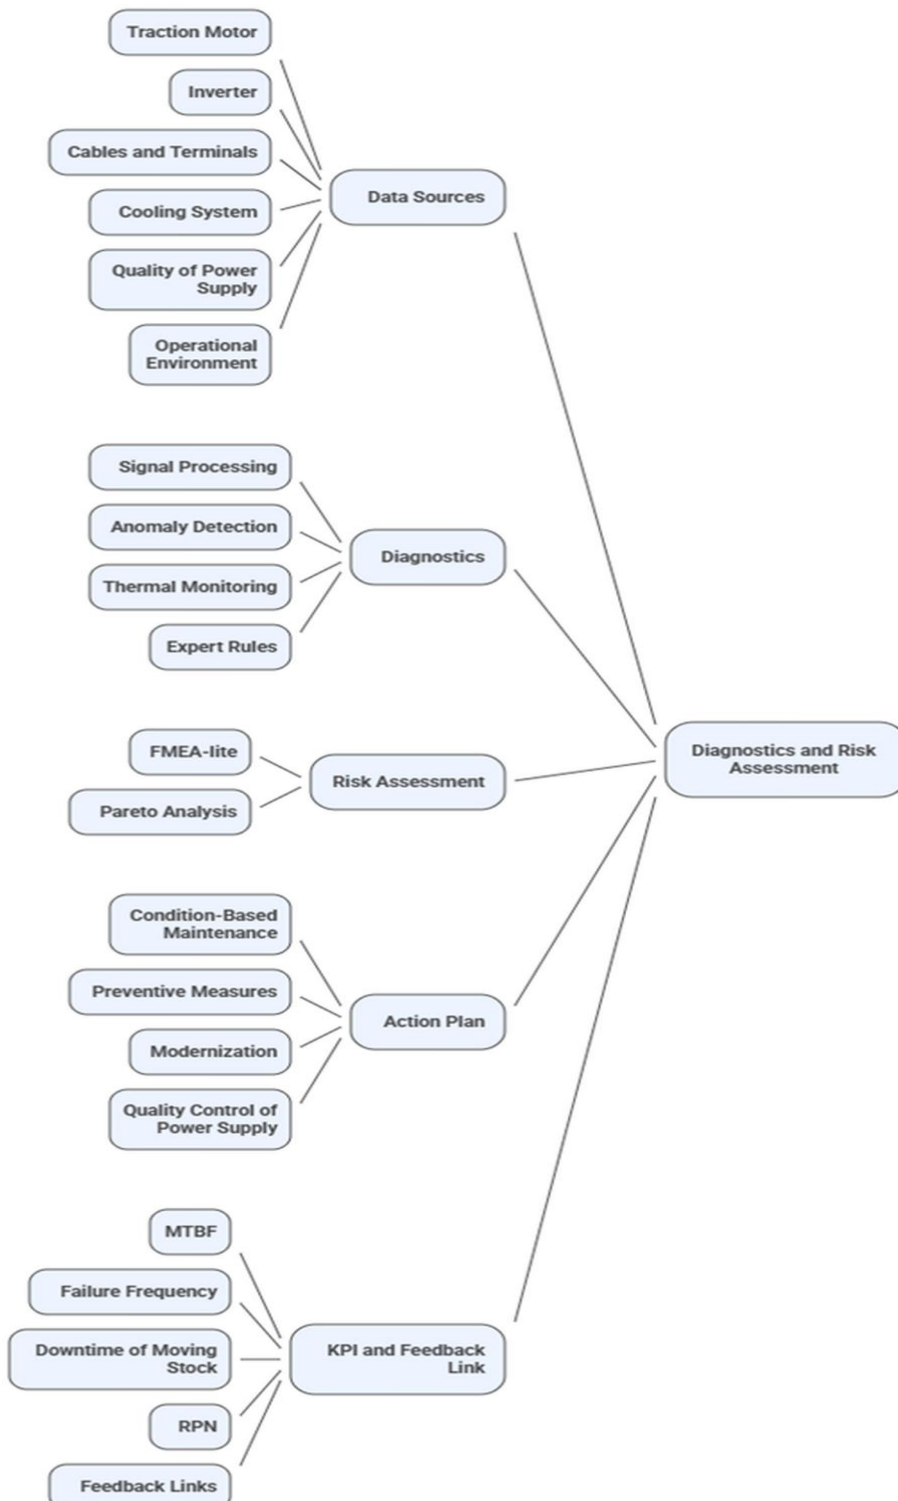 Traction Motor
Inverter
Cables and Terminals
Cooling System
Quality of Power
Supply
Operational
Environment
Data Sources
Signal Processing
Anomaly Detection
Thermal Monitoring
Expert Rules
Diagnostics
FMEA-lite
Pareto Analysis
Risk Assessment
Condition-Based
Maintenance
Preventive Measures
Modernization
Quality Control of
Power Supply
Action Plan
MTBF
Failure Frequency
Downtime of Moving
Stock
RPN
Feedback Links
KPI and Feedback
Link
Diagnostics and Risk
Assessment